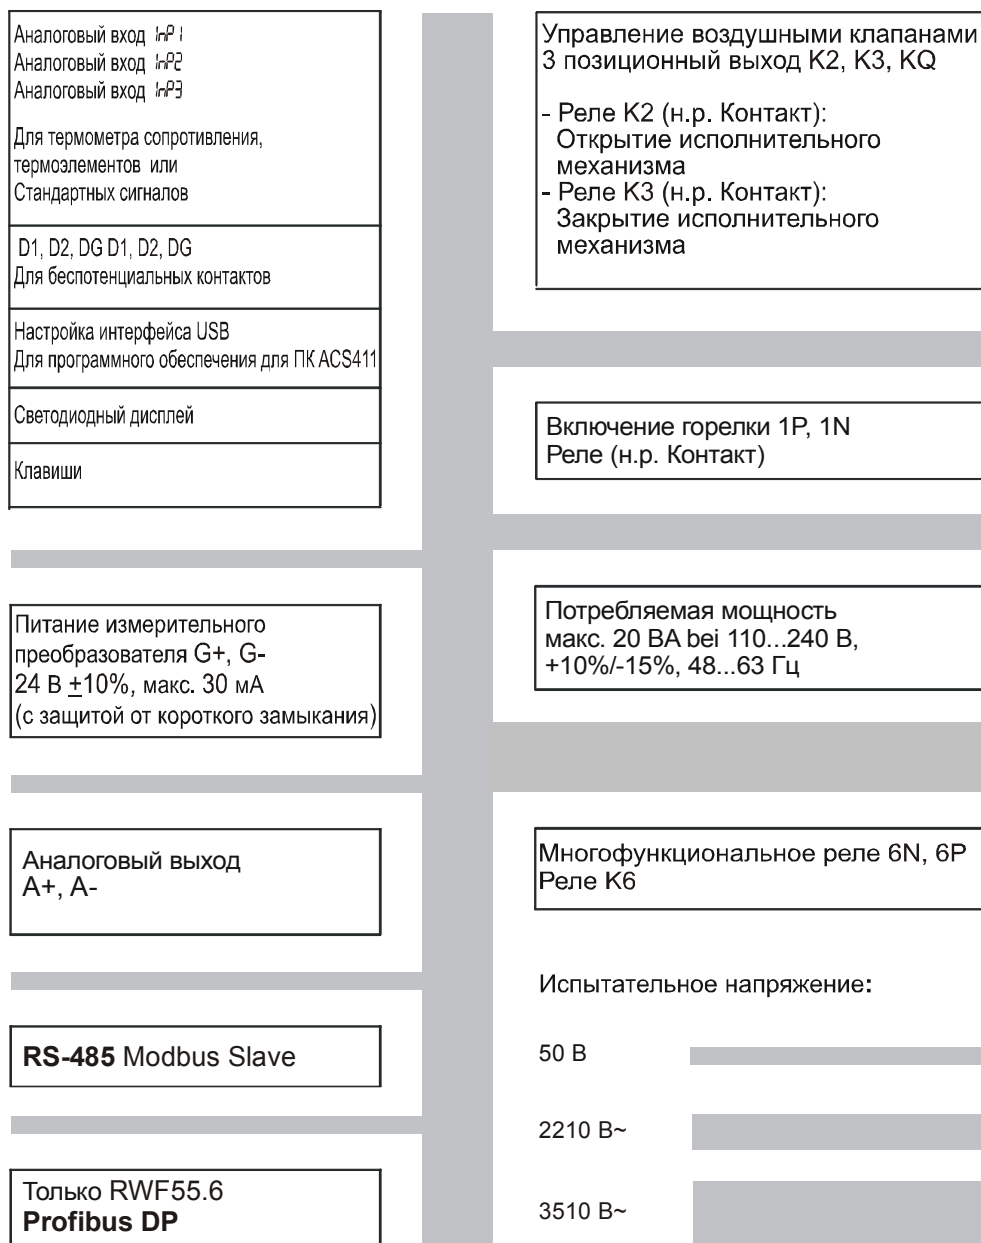 Аналоговый вход InP1
Аналоговый вход InP2
Аналоговый вход InP3
Для термометра сопротивления,
термоэлементов или
Стандартных сигналов
D1, D2, DG D1, D2, DG
Для беспотенциальных контактов
Настройка интерфейса USB
Для программного обеспечения для ПК ACS411
Светодиодный дисплей
Клавиши
Питание измерительного
преобразователя G+, G-
24 В ±10%, макс. 30 мА
(с защитой от короткого замыкания)
Аналоговый выход
A+, A-
RS-485 Modbus Slave
Только RWF55.6
Profibus DP
Управление воздушными клапанами
3 позиционный выход K2, K3, KQ
- Реле K2 (н.р. Контакт):
Открытие исполнительного
механизма
- Реле K3 (н.р. Контакт):
Закрытие исполнительного
механизма
Включение горелки 1P, 1N
Реле (н.р. Контакт)
Потребляемая мощность
макс. 20 ВА bei 110...240 В,
+10%/-15%, 48...63 Гц
Многофункциональное реле 6N, 6P
Реле K6
Испытательное напряжение:
50 В
2210 В~
3510 В~